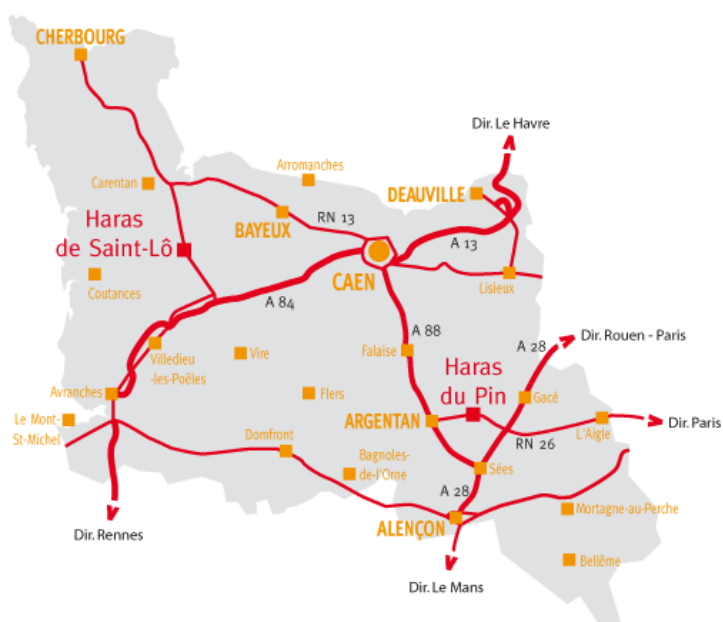 CHERBOURG
Dir. Le Havre
Arromanches
Carentan
DEAUVILLE
Haras
de Saint-Lô
BAYEUX
RN 13
A 13
CAEN
Coutances
Lisieux
A 84
A 88
Dir. Rouen - Paris
A 28
Villedieu
-les-Poêles
Vire
Falaise
Haras
du Pin
Avranches
Flers
Gacé
Le Mont-
St-Michel
ARGENTAN
Dir. Paris
L'Aigle
Domfront
RN 26
Bagnoles-
de-l'Orne
Sées
A 28
Mortagne-au-Perche
ALENÇON
Dir. Rennes
Bellême
Dir. Le Mans